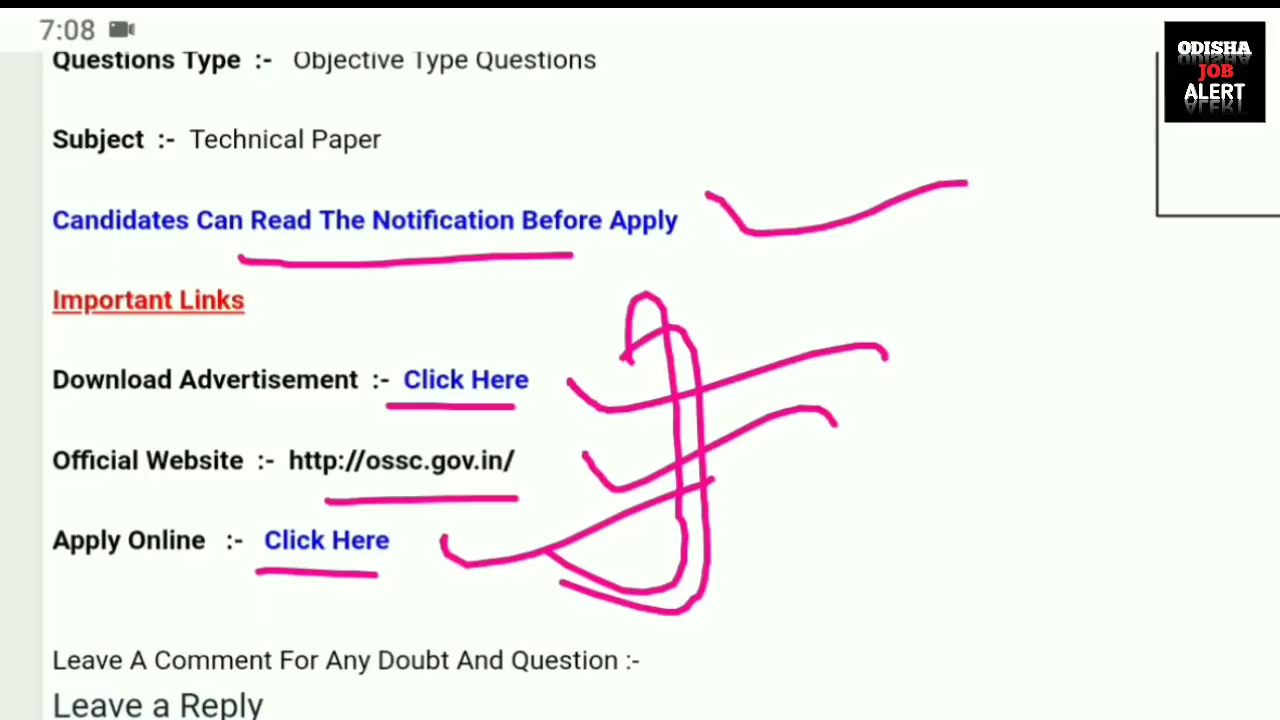 7:08
ODISHA
JOB
ALERT
Questions Type :- Objective Type Questions
Subject :- Technical Paper
Candidates Can Read The Notification Before Apply
Important Links
Download Advertisement :- Click Here
Official Website :- http://ossc.gov.in/
Apply Online :- Click Here
Leave A Comment For Any Doubt And Question :-
Leave a Reply